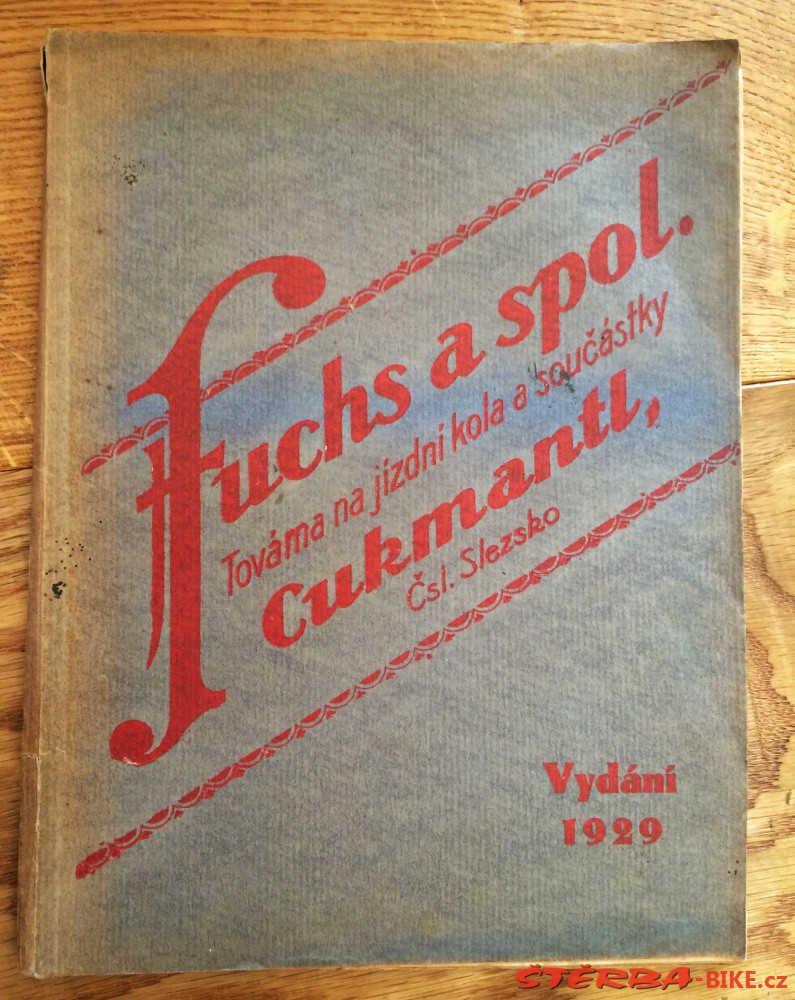 Fuchs a spol.
Továrna na jízdní kola a součástky
Cukmantl,
Čsl. Slezsko
Vydání
1929
ŠTĚRBA-BIKE.cz